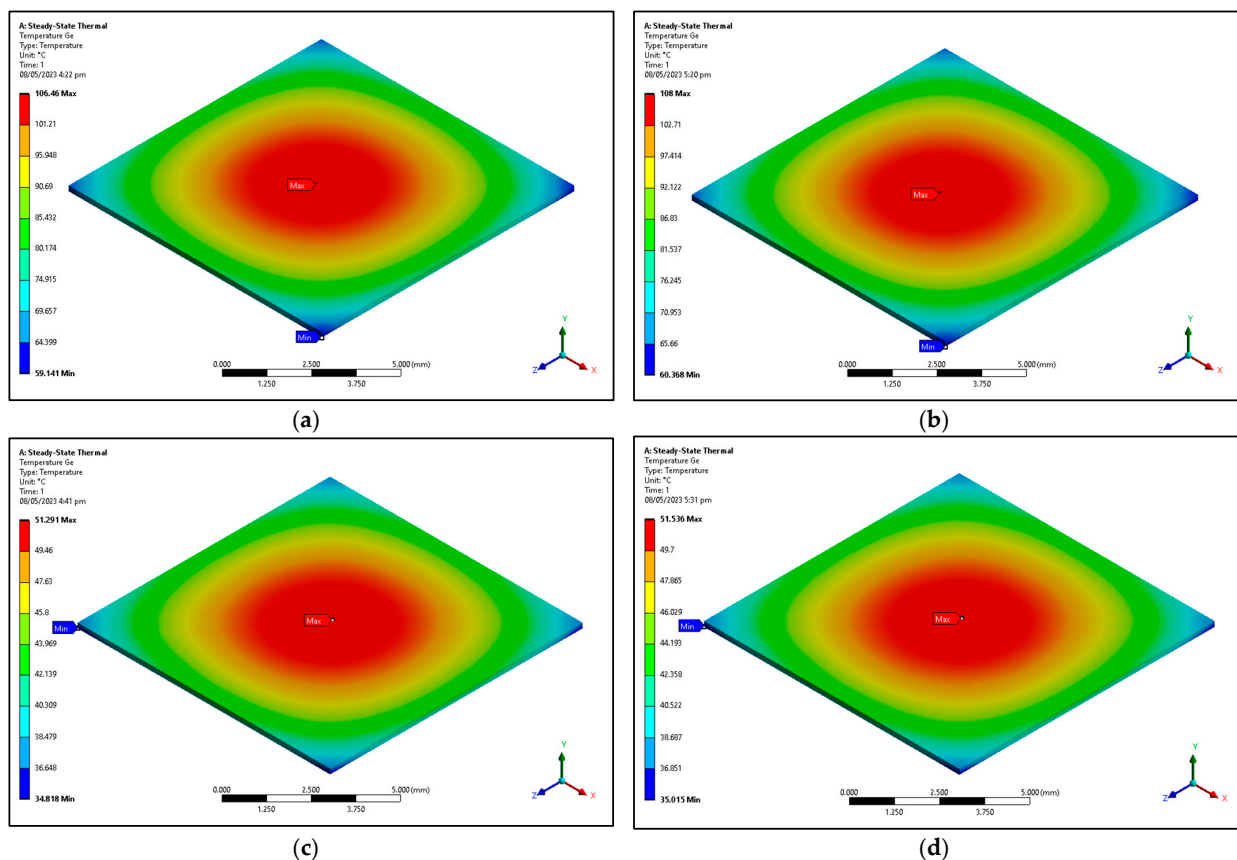 A: Steady-State Thermal
Temperature Ge
Type: Temperature
Unit: °C
Time: 1
08/05/2023 4:22 pm
106.46 Max
101.21
95.948
90.69
85.432
80.174
74.915
69.657
64.399
59.141 Min
Max
Min
0.000 2.500 5.000 (mm)
1.250 3.750
Y
Z X
(a)
A: Steady-State Thermal
Temperature Ge
Type: Temperature
Unit: °C
Time: 1
08/05/2023 5:20 pm
108 Max
102.71
97.414
92.122
86.83
81.537
76.245
70.953
65.66
60.368 Min
Max
Min
0.000 2.500 5.000 (mm)
1.250 3.750
Y
Z X
(b)
A: Steady-State Thermal
Temperature Ge
Type: Temperature
Unit: °C
Time: 1
08/05/2023 4:41 pm
51.291 Max
49.46
47.63
45.8
43.969
42.139
40.309
38.479
36.648
34.818 Min
Max
Min
0.000 2.500 5.000 (mm)
1.250 3.750
Y
Z X
(c)
A: Steady-State Thermal
Temperature Ge
Type: Temperature
Unit: °C
Time: 1
08/05/2023 5:31 pm
51.536 Max
49.7
47.865
46.029
44.193
42.358
40.522
38.687
36.851
35.015 Min
Max
Min
0.000 2.500 5.000 (mm)
1.250 3.750
Y
Z X
(d)